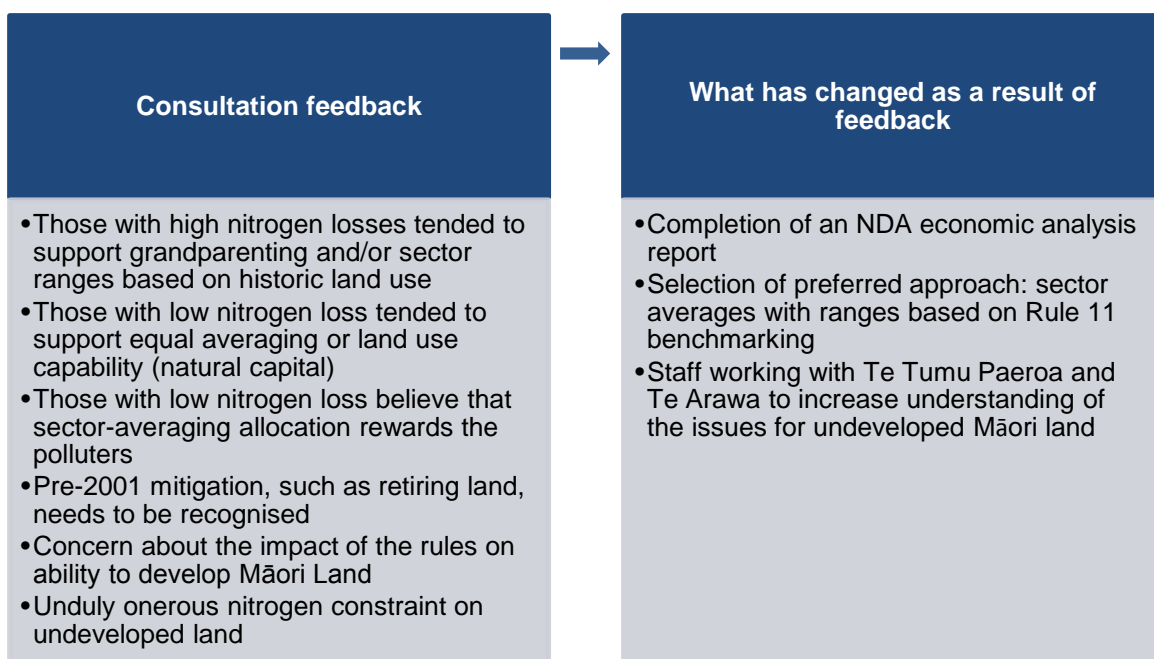 Consultation feedback
•Those with high nitrogen losses tended to
support grandparenting and/or sector
ranges based on historic land use
•Those with low nitrogen loss tended to
support equal averaging or land use
capability (natural capital)
•Those with low nitrogen loss believe that
sector-averaging allocation rewards the
polluters
•Pre-2001 mitigation, such as retiring land,
needs to be recognised
•Concern about the impact of the rules on
ability to develop Māori Land
•Unduly onerous nitrogen constraint on
undeveloped land
What has changed as a result of
feedback
•Completion of an NDA economic analysis
report
•Selection of preferred approach: sector
averages with ranges based on Rule 11
benchmarking
•Staff working with Te Tumu Paeroa and
Te Arawa to increase understanding of
the issues for undeveloped Māori land